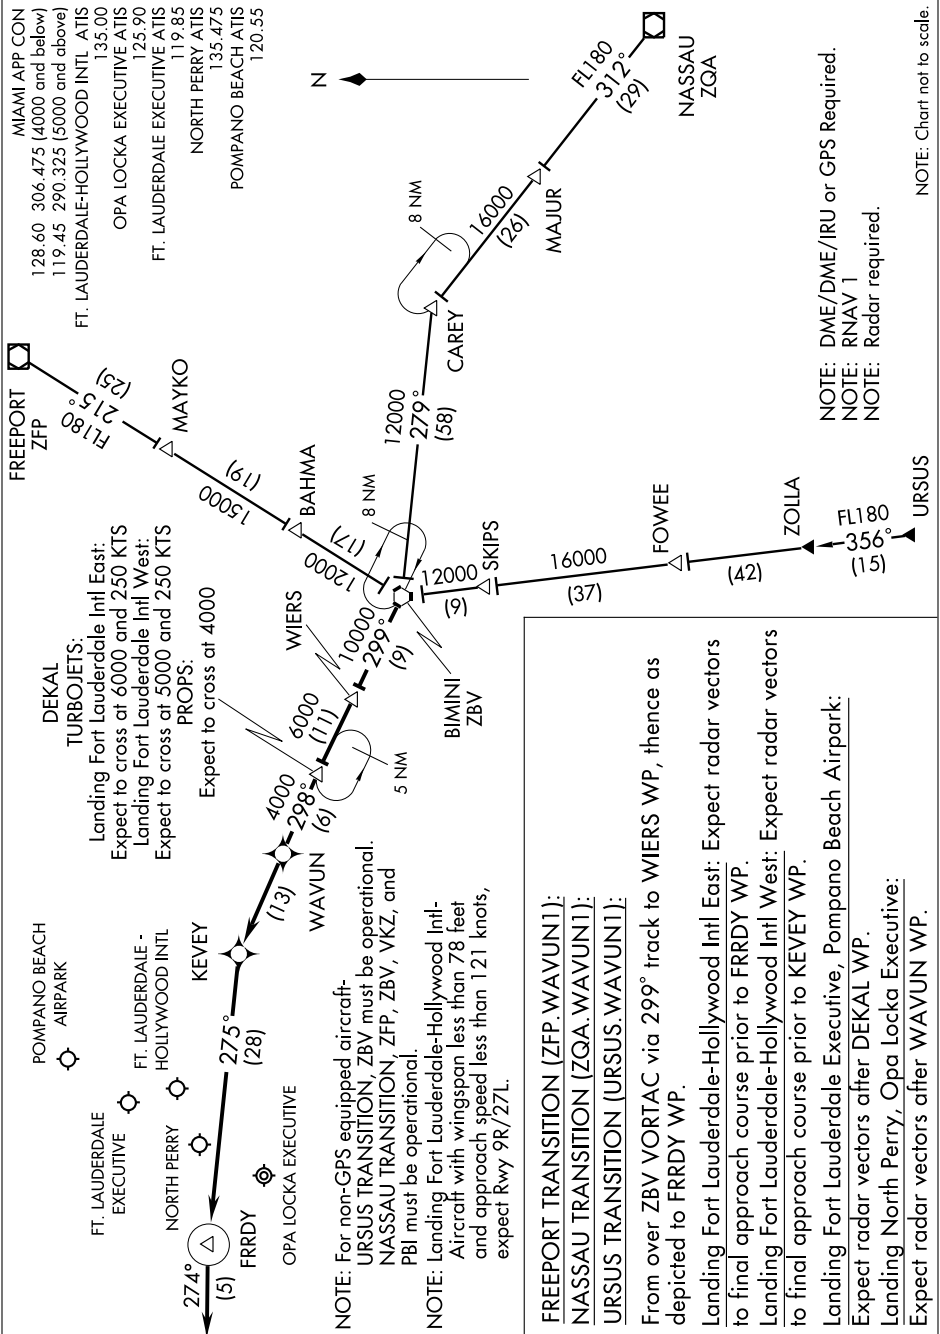 MIAMI APP CON
128.60 306.475 (4000 and below)
119.45 290.325 (5000 and above)
FT. LAUDERDALE-HOLLYWOOD INTL ATIS
135.00
OPA LOCKA EXECUTIVE ATIS
125.90
FT. LAUDERDALE EXECUTIVE ATIS
119.85
NORTH PERRY ATIS
135.475
POMPANO BEACH ATIS
120.55
N
FREEPORT
ZFP
FL180
215°
(25)
MAYKO
15000
(19)
BAHMA
12000
(17)
NASSAU
ZQA
FL180
312°
(29)
MAJUR
16000
(26)
8 NM
CAREY
12000
279°
(58)
8 NM
DEKAL
TURBOJETS:
Landing Fort Lauderdale Intl East:
Expect to cross at 6000 and 250 KTS
Landing Fort Lauderdale Intl West:
Expect to cross at 5000 and 250 KTS
PROPS:
Expect to cross at 4000
WIERS
10000
299°
(9)
BIMINI
ZBV
12000
(9)
SKIPS
16000
(37)
FOWEE
(42)
ZOLLA
FL180
356°
(15)
URSUS
6000
(11)
5 NM
4000
298°
(6)
WAVUN
(13)
KEVEY
275°
(28)
FRRDY
274°
(5)
POMPANO BEACH
AIRPARK
FT. LAUDERDALE -
HOLLYWOOD INTL
FT. LAUDERDALE
EXECUTIVE
NORTH PERRY
OPA LOCKA EXECUTIVE
NOTE: DME/DME/IRU or GPS Required.
NOTE: RNAV 1
NOTE: Radar required.
NOTE: Chart not to scale.
NOTE: For non-GPS equipped aircraft-
URSUS TRANSITION, ZBV must be operational.
NASSAU TRANSITION, ZFP, ZBV, VKZ, and
PBI must be operational.
NOTE: Landing Fort Lauderdale-Hollywood Intl-
Aircraft with wingspan less than 78 feet
and approach speed less than 121 knots,
expect Rwy 9R/27L.
FREEPORT TRANSITION (ZFP.WAVUN1):
NASSAU TRANSITION (ZQA.WAVUN1):
URSUS TRANSITION (URSUS.WAVUN1):
From over ZBV VORTAC via 299° track to WIERS WP, thence as
depicted to FRRDY WP.
Landing Fort Lauderdale-Hollywood Intl East: Expect radar vectors
to final approach course prior to FRRDY WP.
Landing Fort Lauderdale-Hollywood Intl West: Expect radar vectors
to final approach course prior to KEVEY WP.
Landing Fort Lauderdale Executive, Pompano Beach Airpark:
Expect radar vectors after DEKAL WP.
Landing North Perry, Opa Locka Executive:
Expect radar vectors after WAVUN WP.